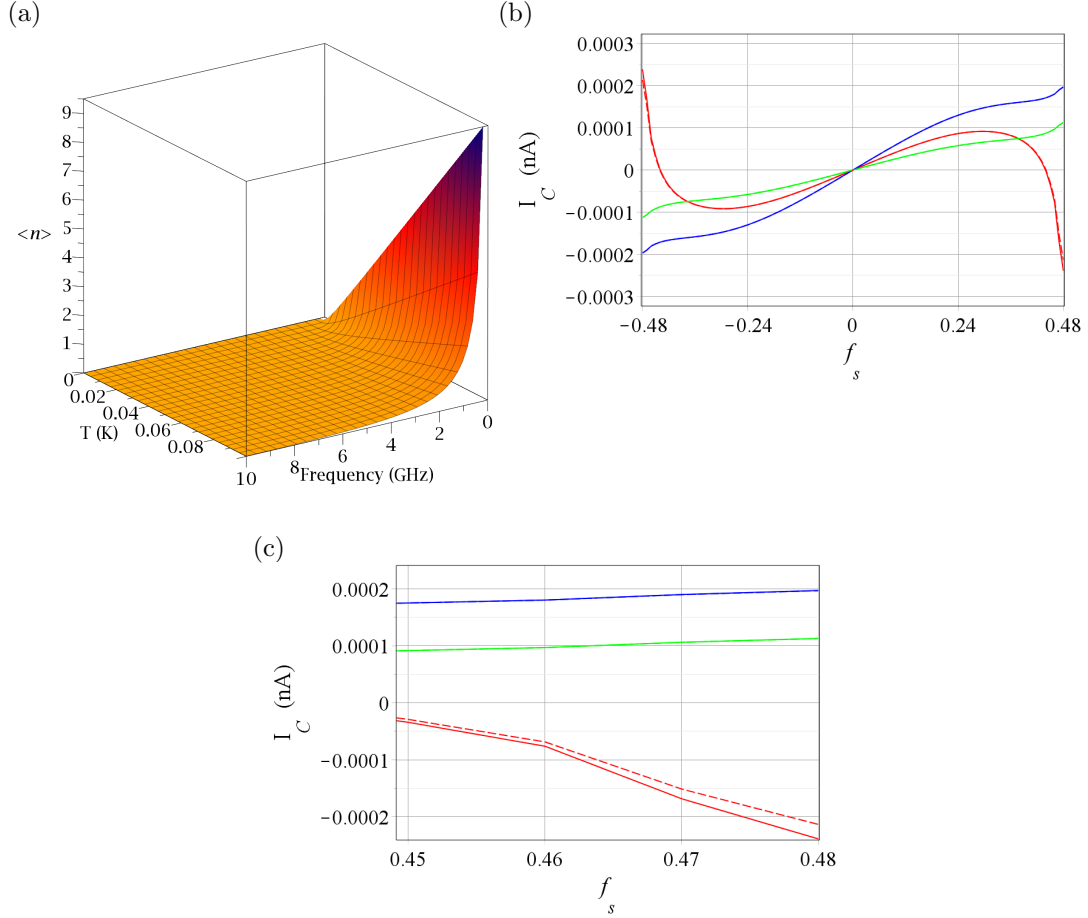 (a)
9
8
7
6
5
<n>
4
3
2
1
0
0.02
0.04
T (K)
0.06
0.08
10
8
Frequency (GHz)
6
4
2
0
(b)
0.0003
0.0002
0.0001
0
−0.0001
−0.0002
−0.0003
I_C (nA)
−0.48 −0.24 0 0.24 0.48
f_s
(c)
0.0002
0.0001
0
−0.0001
−0.0002
I_C (nA)
0.45 0.46 0.47 0.48
f_s